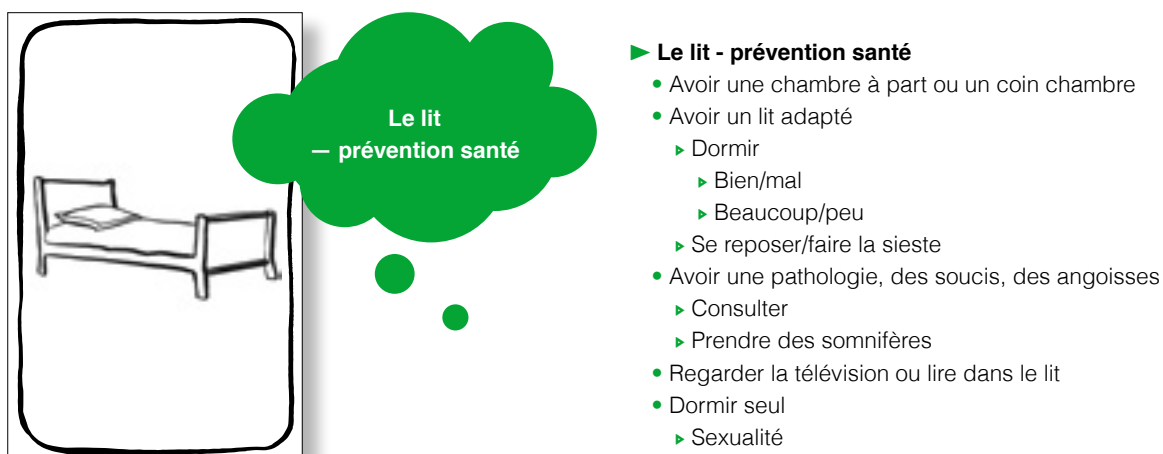 Le lit
— prévention santé
► Le lit - prévention santé
• Avoir une chambre à part ou un coin chambre
• Avoir un lit adapté
▹ Dormir
▹ Bien/mal
▹ Beaucoup/peu
▹ Se reposer/faire la sieste
• Avoir une pathologie, des soucis, des angoisses
▹ Consulter
▹ Prendre des somnifères
• Regarder la télévision ou lire dans le lit
• Dormir seul
▹ Sexualité